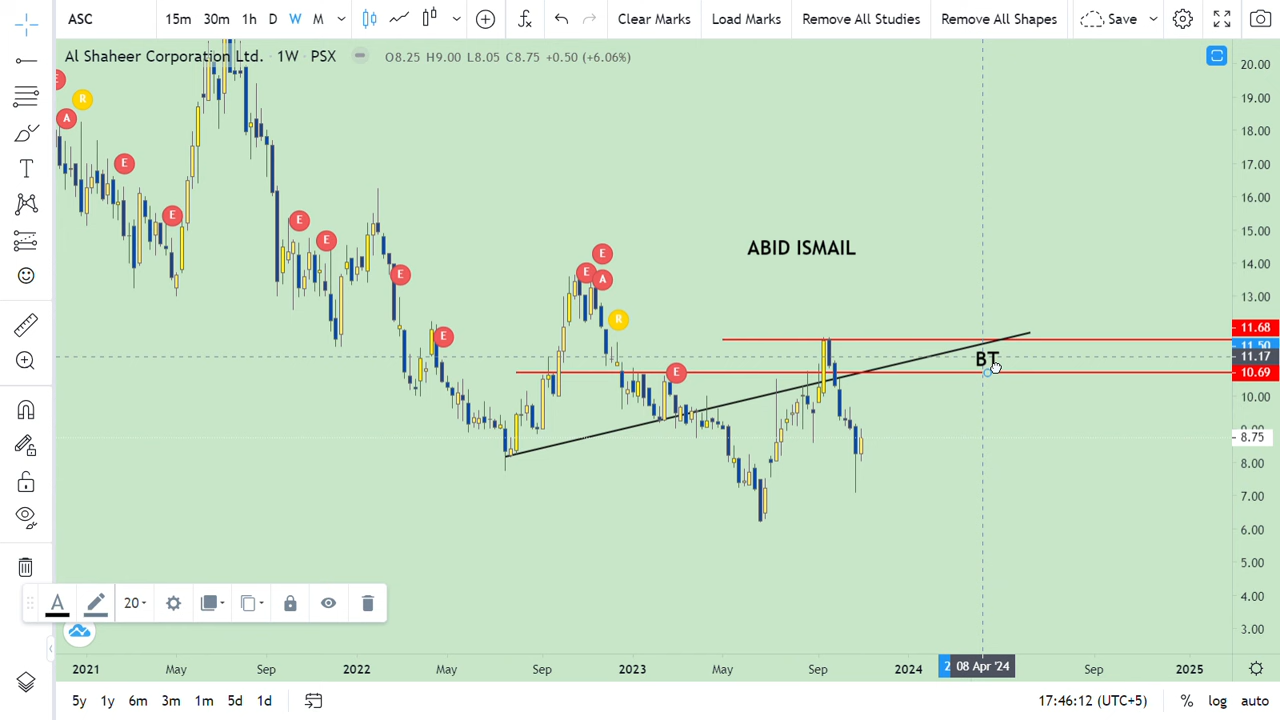 ASC 15m 30m 1h D W M Clear Marks Load Marks Remove All Studies Remove All Shapes Save
Al Shaheer Corporation Ltd. · 1W · PSX O8.25 H9.00 L8.05 C8.75 +0.50 (+6.06%)
20.00
19.00
18.00
17.00
16.00
15.00
14.00
13.00
11.68
11.50
11.17
10.69
10.00
8.75
8.00
7.00
6.00
5.00
4.00
3.00
R
A
E
E
E
E
E
E
E
E
A
R
E
ABID ISMAIL
BT
T
A
20
2021 May Sep 2022 May Sep 2023 May Sep 2024 08 Apr '24 Sep 2025
5y 1y 6m 3m 1m 5d 1d 17:46:12 (UTC+5) % log auto